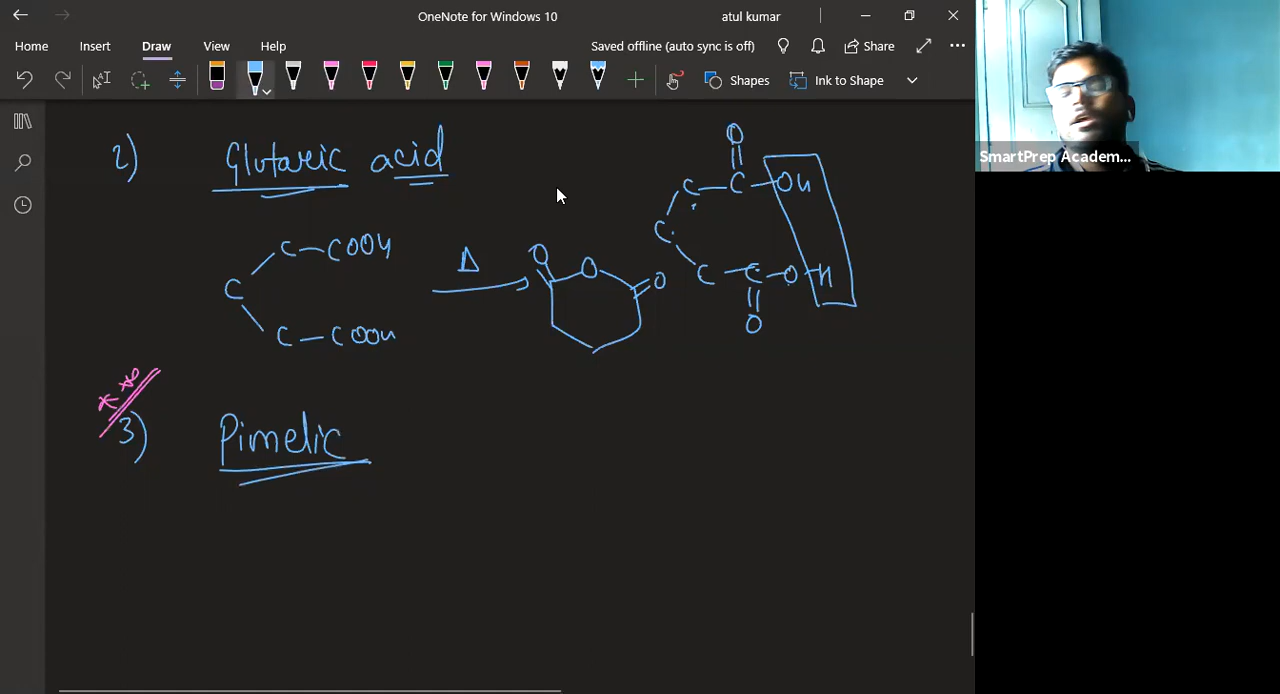 OneNote for Windows 10
atul kumar
Home Insert Draw View Help
Saved offline (auto sync is off)
Share
Shapes
Ink to Shape
SmartPrep Academ...
2) Glutaric acid
O
C — C — OH
C
C — C — O — H
O
C — COOH
C
C — COOH
Δ
O O O
3) Pimelic